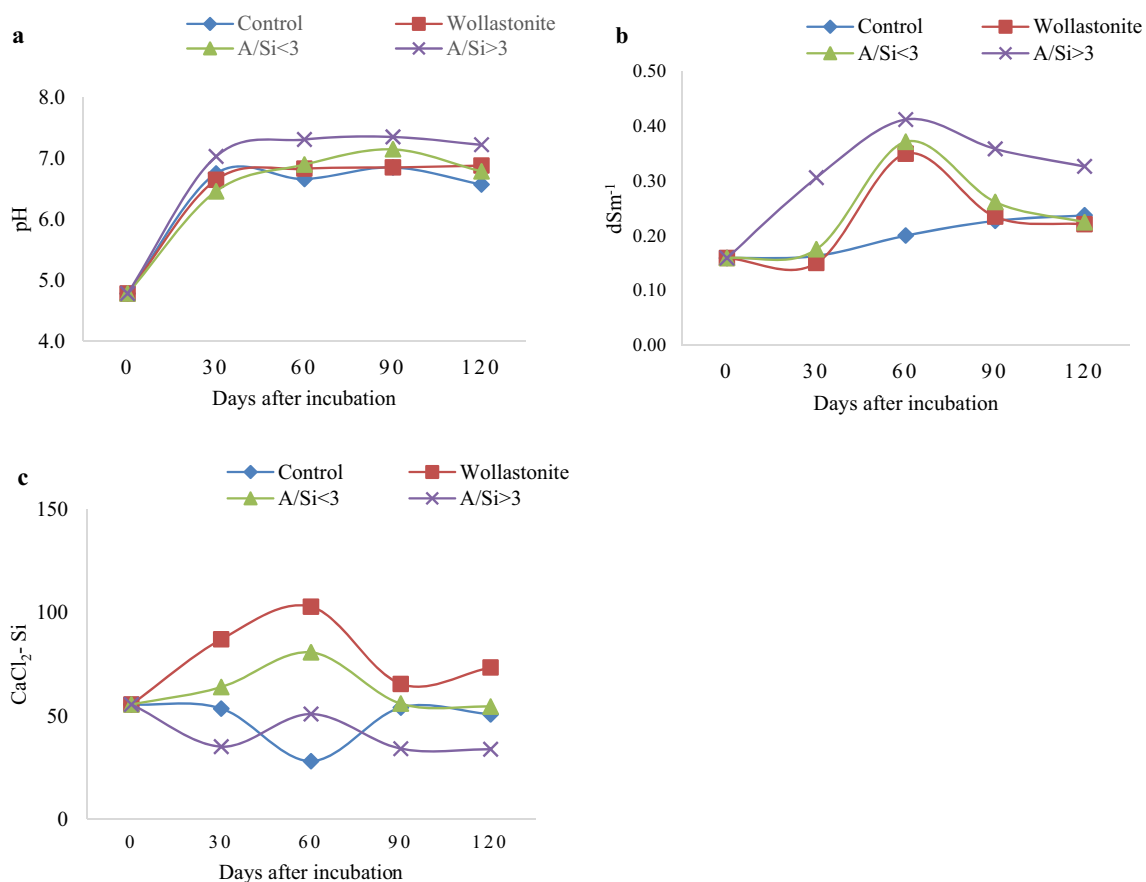 a
Control
Wollastonite
A/Si<3
A/Si>3
8.0
7.0
6.0
5.0
4.0
pH
0 30 60 90 120
Days after incubation
b
Control
Wollastonite
A/Si<3
A/Si>3
0.50
0.40
0.30
0.20
0.10
0.00
dSm⁻¹
0 30 60 90 120
Days after incubation
c
Control
Wollastonite
A/Si<3
A/Si>3
150
100
50
0
CaCl₂- Si
0 30 60 90 120
Days after incubation